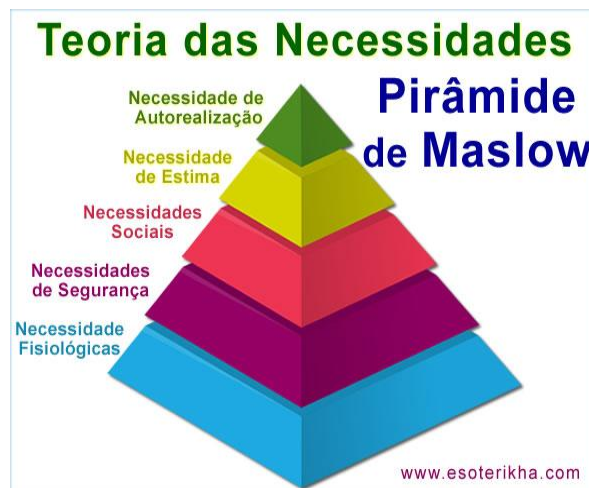 Teoria das Necessidades
Pirâmide
de Maslow
Necessidade de
Autorealização
Necessidade
de Estima
Necessidades
Sociais
Necessidades
de Segurança
Necessidade
Fisiológicas
www.esoterikha.com